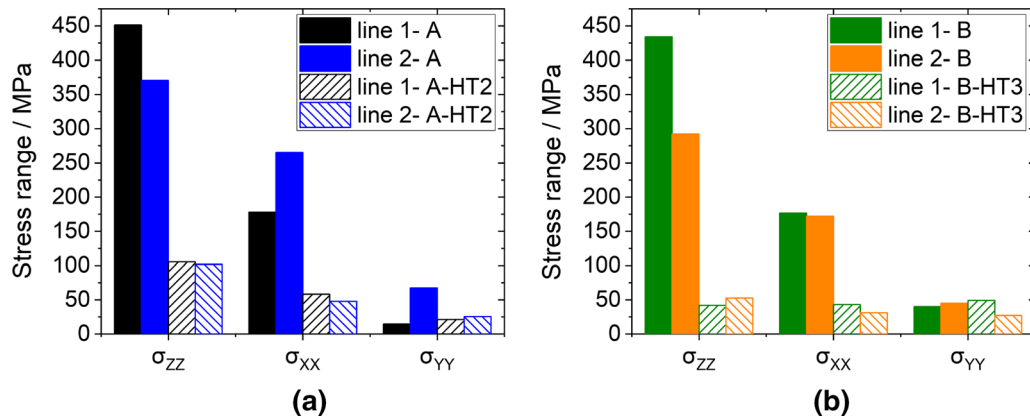 Stress range / MPa
450
400
350
300
250
200
150
100
50
0
line 1- A
line 2- A
line 1- A-HT2
line 2- A-HT2
σZZ
σXX
σYY
(a)
Stress range / MPa
450
400
350
300
250
200
150
100
50
0
line 1- B
line 2- B
line 1- B-HT3
line 2- B-HT3
σZZ
σXX
σYY
(b)